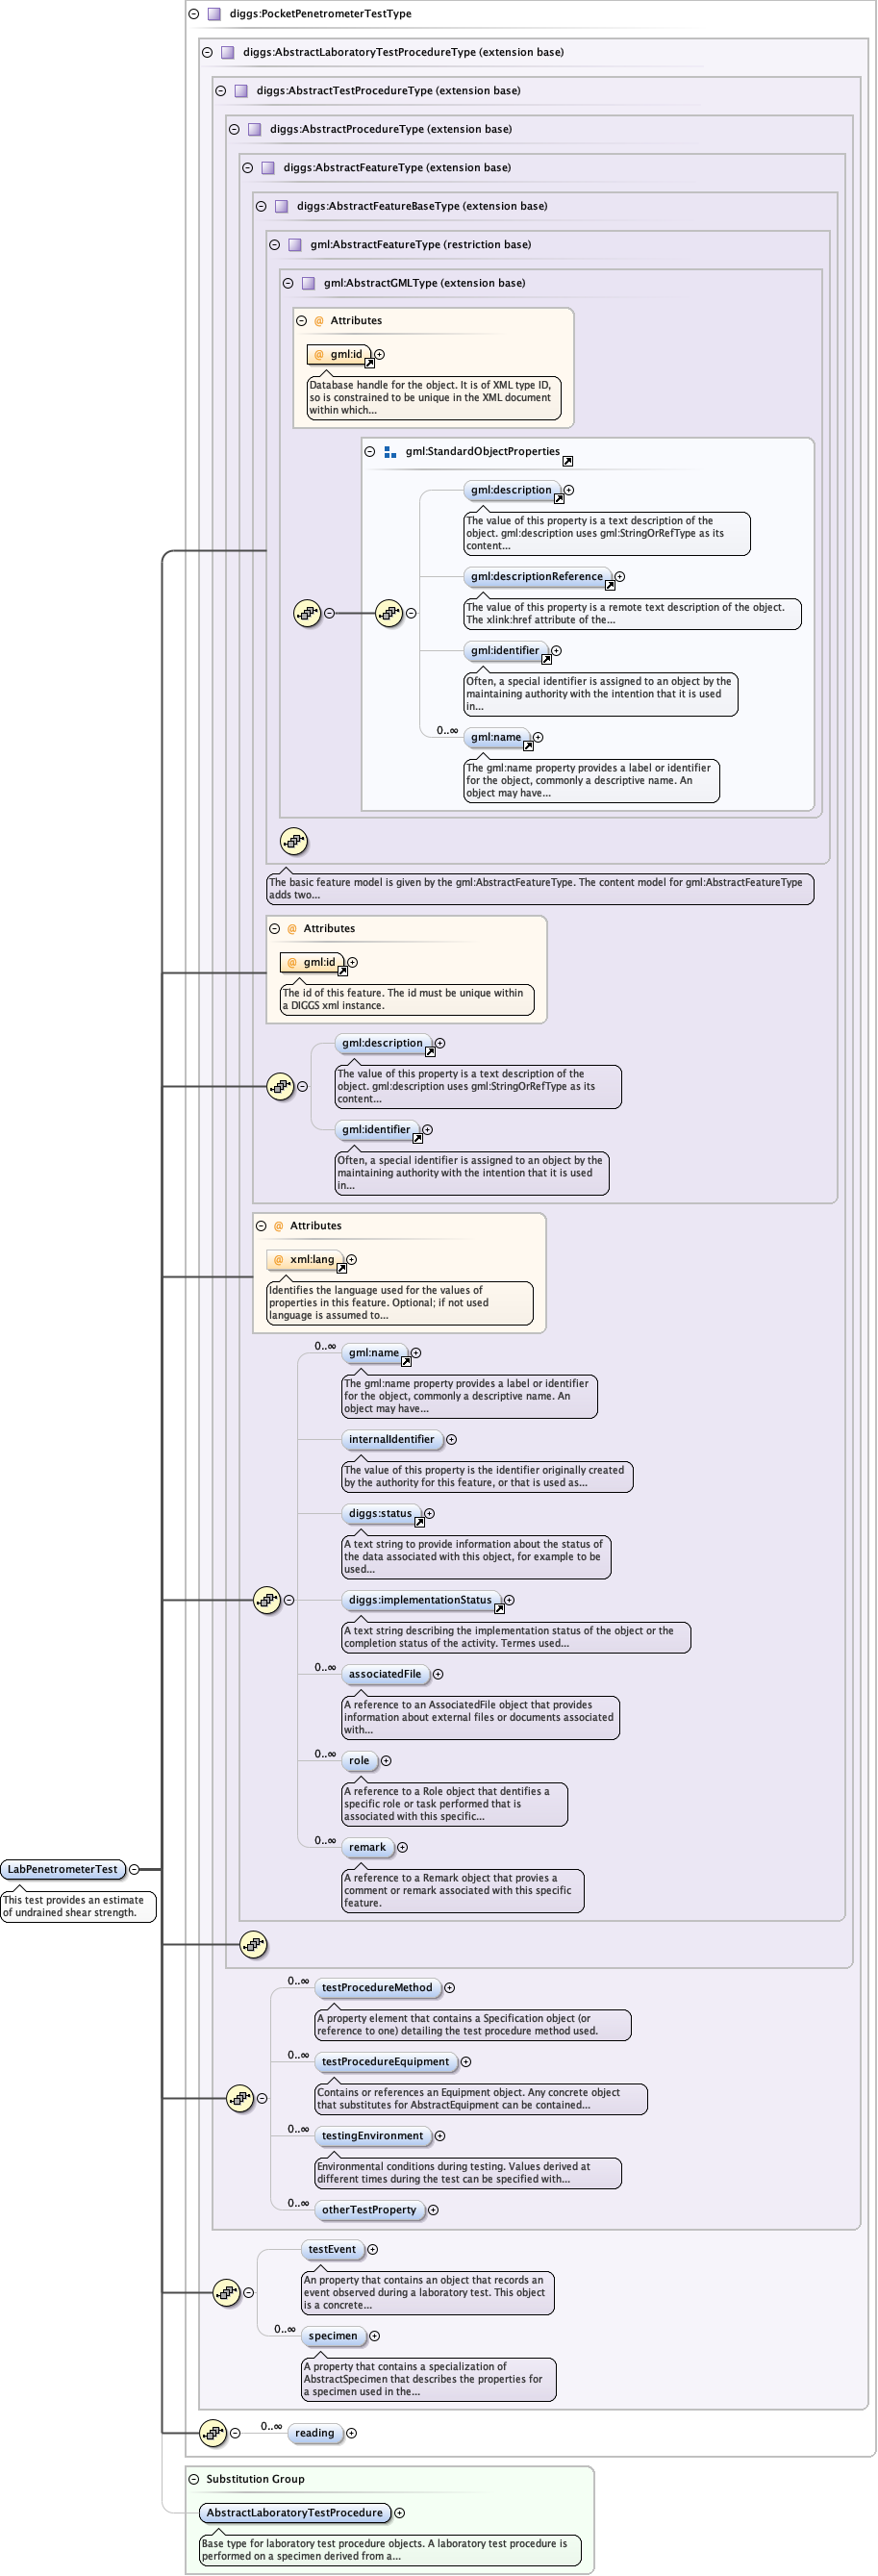 diggs:PocketPenetrometerTestType
diggs:AbstractLaboratoryTestProcedureType (extension base)
diggs:AbstractTestProcedureType (extension base)
diggs:AbstractProcedureType (extension base)
diggs:AbstractFeatureType (extension base)
diggs:AbstractFeatureBaseType (extension base)
gml:AbstractFeatureType (restriction base)
gml:AbstractGMLType (extension base)
@ Attributes
@ gml:id
Database handle for the object. It is of XML type ID,
so is constrained to be unique in the XML document
within which...
gml:StandardObjectProperties
gml:description
The value of this property is a text description of the
object. gml:description uses gml:StringOrRefType as its
content...
gml:descriptionReference
The value of this property is a remote text description of the object.
The xlink:href attribute of the...
gml:identifier
Often, a special identifier is assigned to an object by the
maintaining authority with the intention that it is used
in...
0..∞
gml:name
The gml:name property provides a label or identifier
for the object, commonly a descriptive name. An
object may have...
The basic feature model is given by the gml:AbstractFeatureType. The content model for gml:AbstractFeatureType
adds two...
@ Attributes
@ gml:id
The id of this feature. The id must be unique within
a DIGGS xml instance.
gml:description
The value of this property is a text description of the
object. gml:description uses gml:StringOrRefType as its
content...
gml:identifier
Often, a special identifier is assigned to an object by the
maintaining authority with the intention that it is used
in...
@ Attributes
@ xml:lang
Identifies the language used for the values of
properties in this feature. Optional; if not used
language is assumed to...
0..∞
gml:name
The gml:name property provides a label or identifier
for the object, commonly a descriptive name. An
object may have...
internalIdentifier
The value of this property is the identifier originally created
by the authority for this feature, or that is used as...
diggs:status
A text string to provide information about the status of
the data associated with this object, for example to be
used...
diggs:implementationStatus
A text string describing the implementation status of the object or the
completion status of the activity. Termes used...
0..∞
associatedFile
A reference to an AssociatedFile object that provides
information about external files or documents associated
with...
0..∞
role
A reference to a Role object that dentifies a
specific role or task performed that is
associated with this specific...
0..∞
remark
A reference to a Remark object that provies a
comment or remark associated with this specific
feature.
LabPenetrometerTest
This test provides an estimate
of undrained shear strength.
0..∞
testProcedureMethod
A property element that contains a Specification object (or
reference to one) detailing the test procedure method used.
0..∞
testProcedureEquipment
Contains or references an Equipment object. Any concrete object
that substitutes for AbstractEquipment can be contained...
0..∞
testingEnvironment
Environmental conditions during testing. Values derived at
different times during the test can be specified with...
0..∞
otherTestProperty
testEvent
An property that contains an object that records an
event observed during a laboratory test. This object
is a concrete...
0..∞
specimen
A property that contains a specialization of
AbstractSpecimen that describes the properties for
a specimen used in the...
0..∞
reading
Substitution Group
AbstractLaboratoryTestProcedure
Base type for laboratory test procedure objects. A laboratory test procedure is
performed on a specimen derived from a...